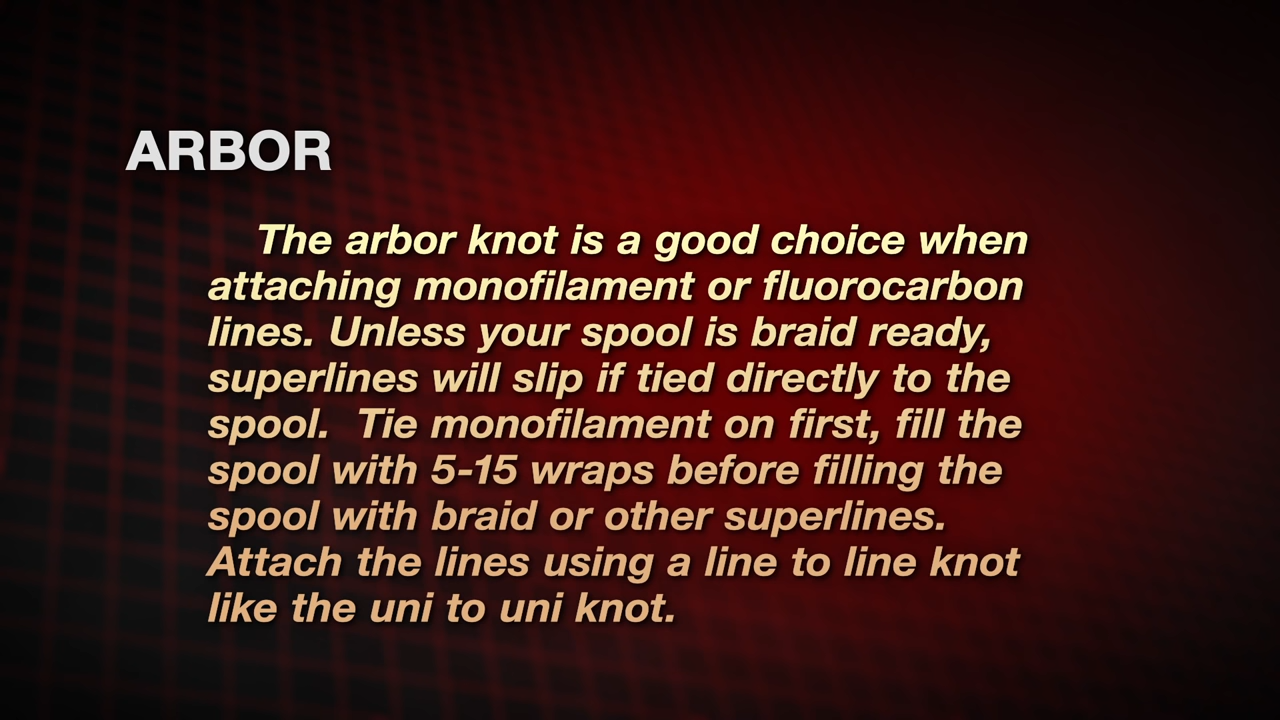 ARBOR
The arbor knot is a good choice when
attaching monofilament or fluorocarbon
lines. Unless your spool is braid ready,
superlines will slip if tied directly to the
spool.  Tie monofilament on first, fill the
spool with 5-15 wraps before filling the
spool with braid or other superlines.
Attach the lines using a line to line knot
like the uni to uni knot.